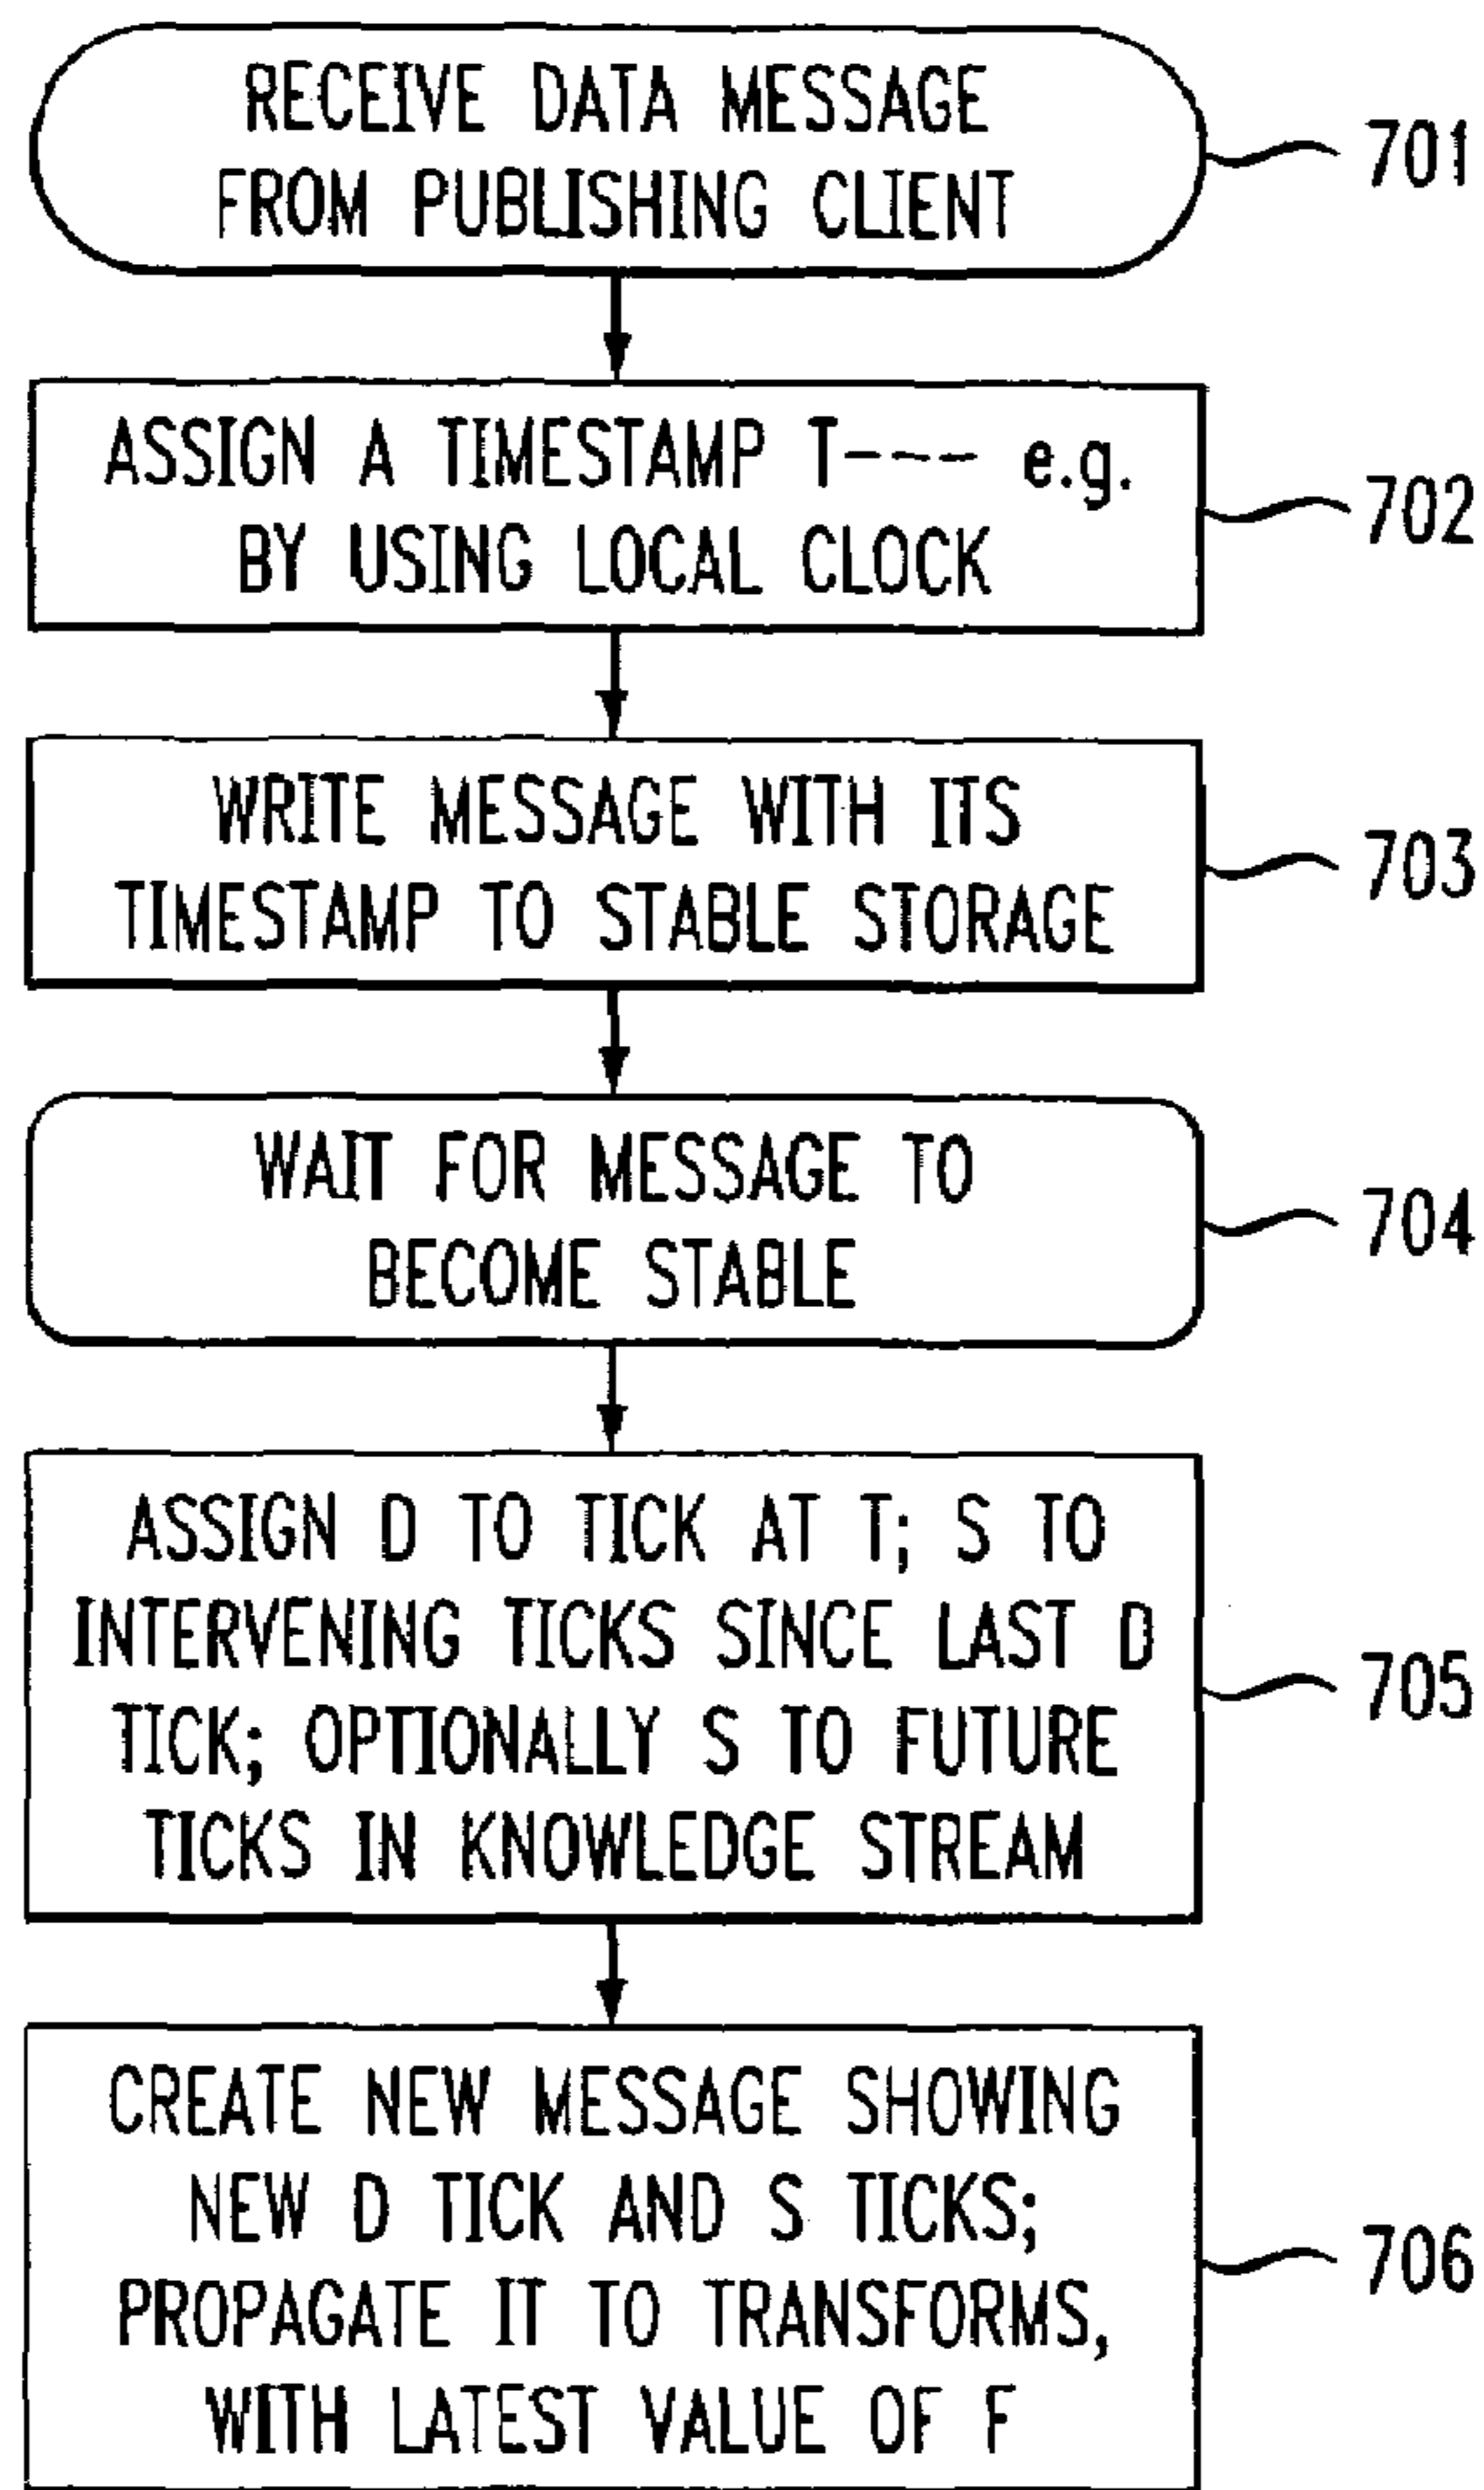 RECEIVE DATA MESSAGE
FROM PUBLISHING CLIENT
701
ASSIGN A TIMESTAMP T--- e.g.
BY USING LOCAL CLOCK
702
WRITE MESSAGE WITH ITS
TIMESTAMP TO STABLE STORAGE
703
WAIT FOR MESSAGE TO
BECOME STABLE
704
ASSIGN D TO TICK AT T; S TO
INTERVENING TICKS SINCE LAST D
TICK; OPTIONALLY S TO FUTURE
TICKS IN KNOWLEDGE STREAM
705
CREATE NEW MESSAGE SHOWING
NEW D TICK AND S TICKS;
PROPAGATE IT TO TRANSFORMS,
WITH LATEST VALUE OF F
706